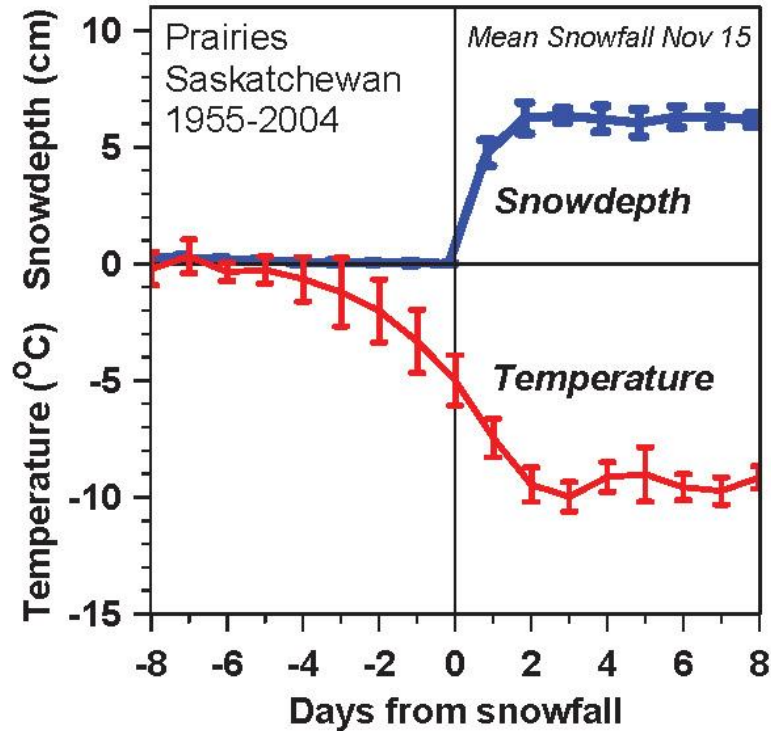 Prairies
Saskatchewan
1955-2004
Mean Snowfall Nov 15
Snowdepth
Temperature
Snowdepth (cm)
Temperature (°C)
10
5
0
-5
-10
-15
-8 -6 -4 -2 0 2 4 6 8
Days from snowfall